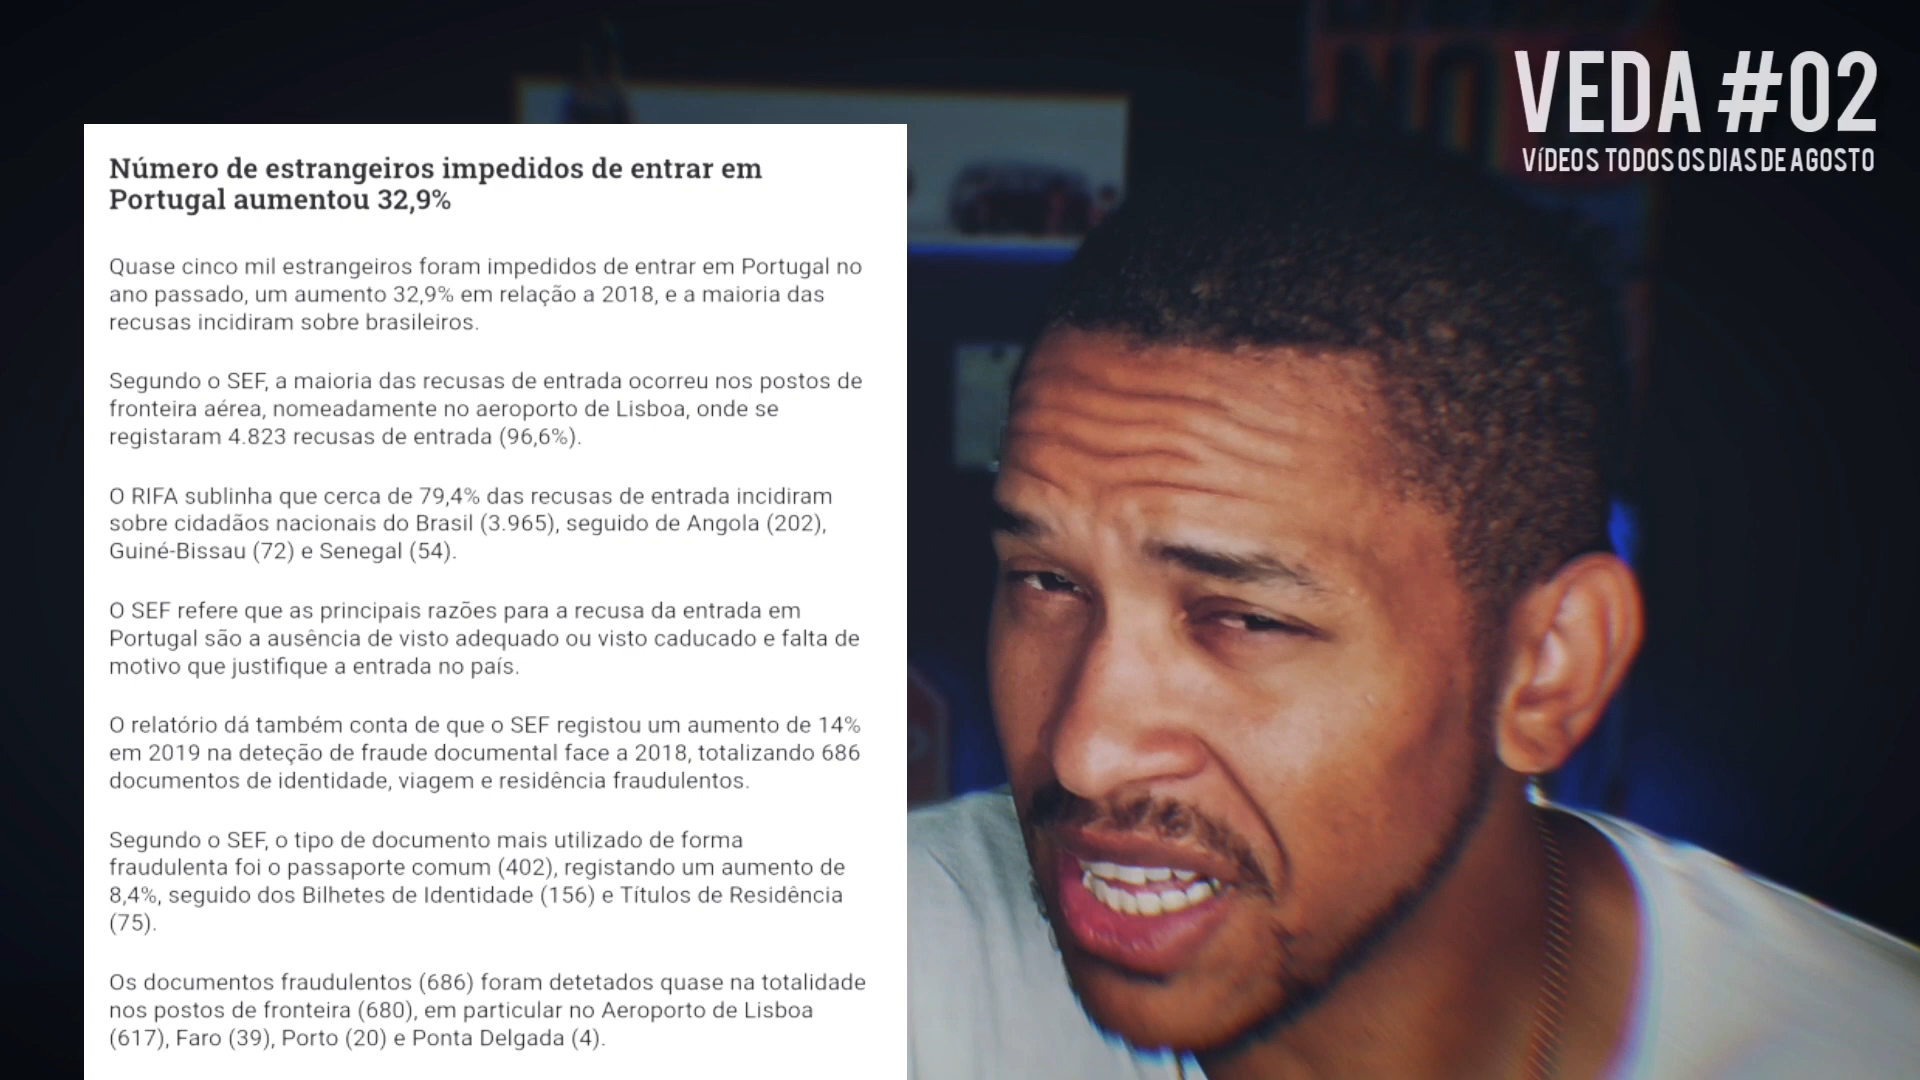 VEDA #02
VÍDEOS TODOS OS DIAS DE AGOSTO
Número de estrangeiros impedidos de entrar em
Portugal aumentou 32,9%
Quase cinco mil estrangeiros foram impedidos de entrar em Portugal no
ano passado, um aumento 32,9% em relação a 2018, e a maioria das
recusas incidiram sobre brasileiros.
Segundo o SEF, a maioria das recusas de entrada ocorreu nos postos de
fronteira aérea, nomeadamente no aeroporto de Lisboa, onde se
registaram 4.823 recusas de entrada (96,6%).
O RIFA sublinha que cerca de 79,4% das recusas de entrada incidiram
sobre cidadãos nacionais do Brasil (3.965), seguido de Angola (202),
Guiné-Bissau (72) e Senegal (54).
O SEF refere que as principais razões para a recusa da entrada em
Portugal são a ausência de visto adequado ou visto caducado e falta de
motivo que justifique a entrada no país.
O relatório dá também conta de que o SEF registou um aumento de 14%
em 2019 na deteção de fraude documental face a 2018, totalizando 686
documentos de identidade, viagem e residência fraudulentos.
Segundo o SEF, o tipo de documento mais utilizado de forma
fraudulenta foi o passaporte comum (402), registando um aumento de
8,4%, seguido dos Bilhetes de Identidade (156) e Títulos de Residência
(75).
Os documentos fraudulentos (686) foram detetados quase na totalidade
nos postos de fronteira (680), em particular no Aeroporto de Lisboa
(617), Faro (39), Porto (20) e Ponta Delgada (4).